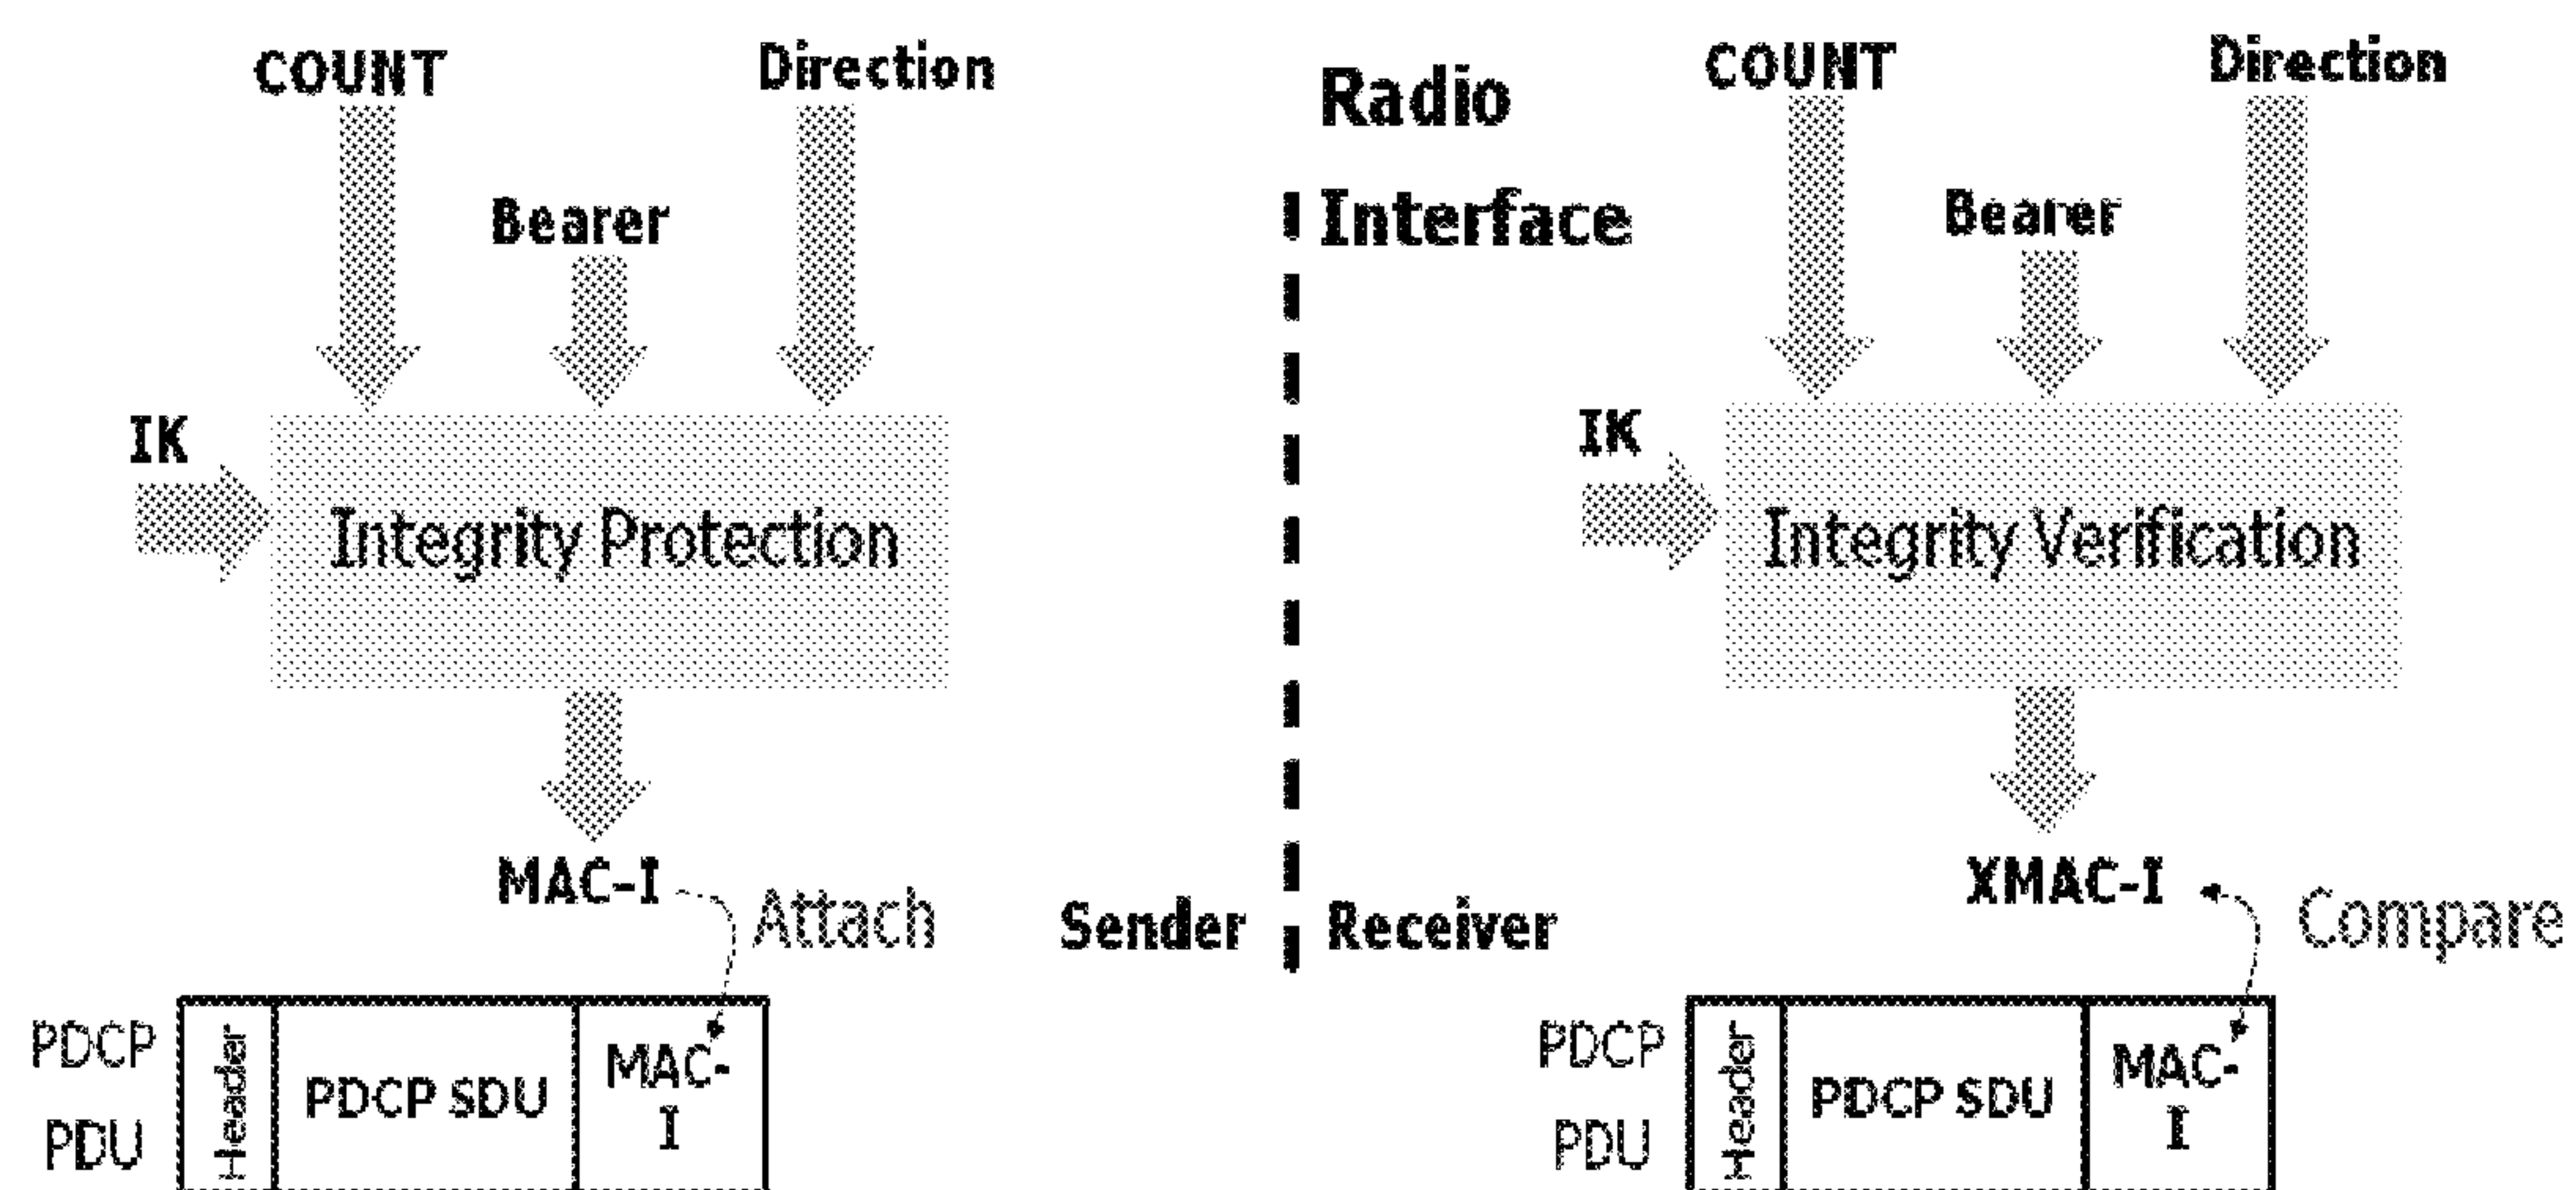 COUNT
Direction
Bearer
IK
Integrity Protection
MAC-I
Attach
PDCP
PDU
Header
PDCP SDU
MAC-
I
Radio
Interface
Sender
Receiver
COUNT
Direction
Bearer
IK
Integrity Verification
XMAC-I
Compare
PDCP
PDU
Header
PDCP SDU
MAC-
I